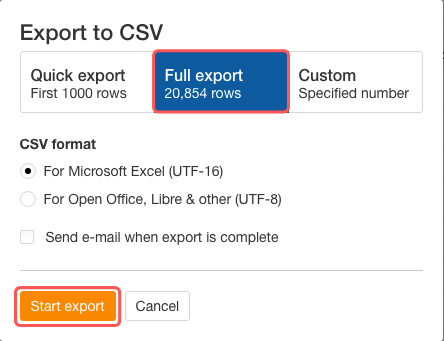 Export to CSV
Quick export
First 1000 rows
Full export
20,854 rows
Custom
Specified number
CSV format
For Microsoft Excel (UTF-16)
For Open Office, Libre & other (UTF-8)
Send e-mail when export is complete
Start export
Cancel